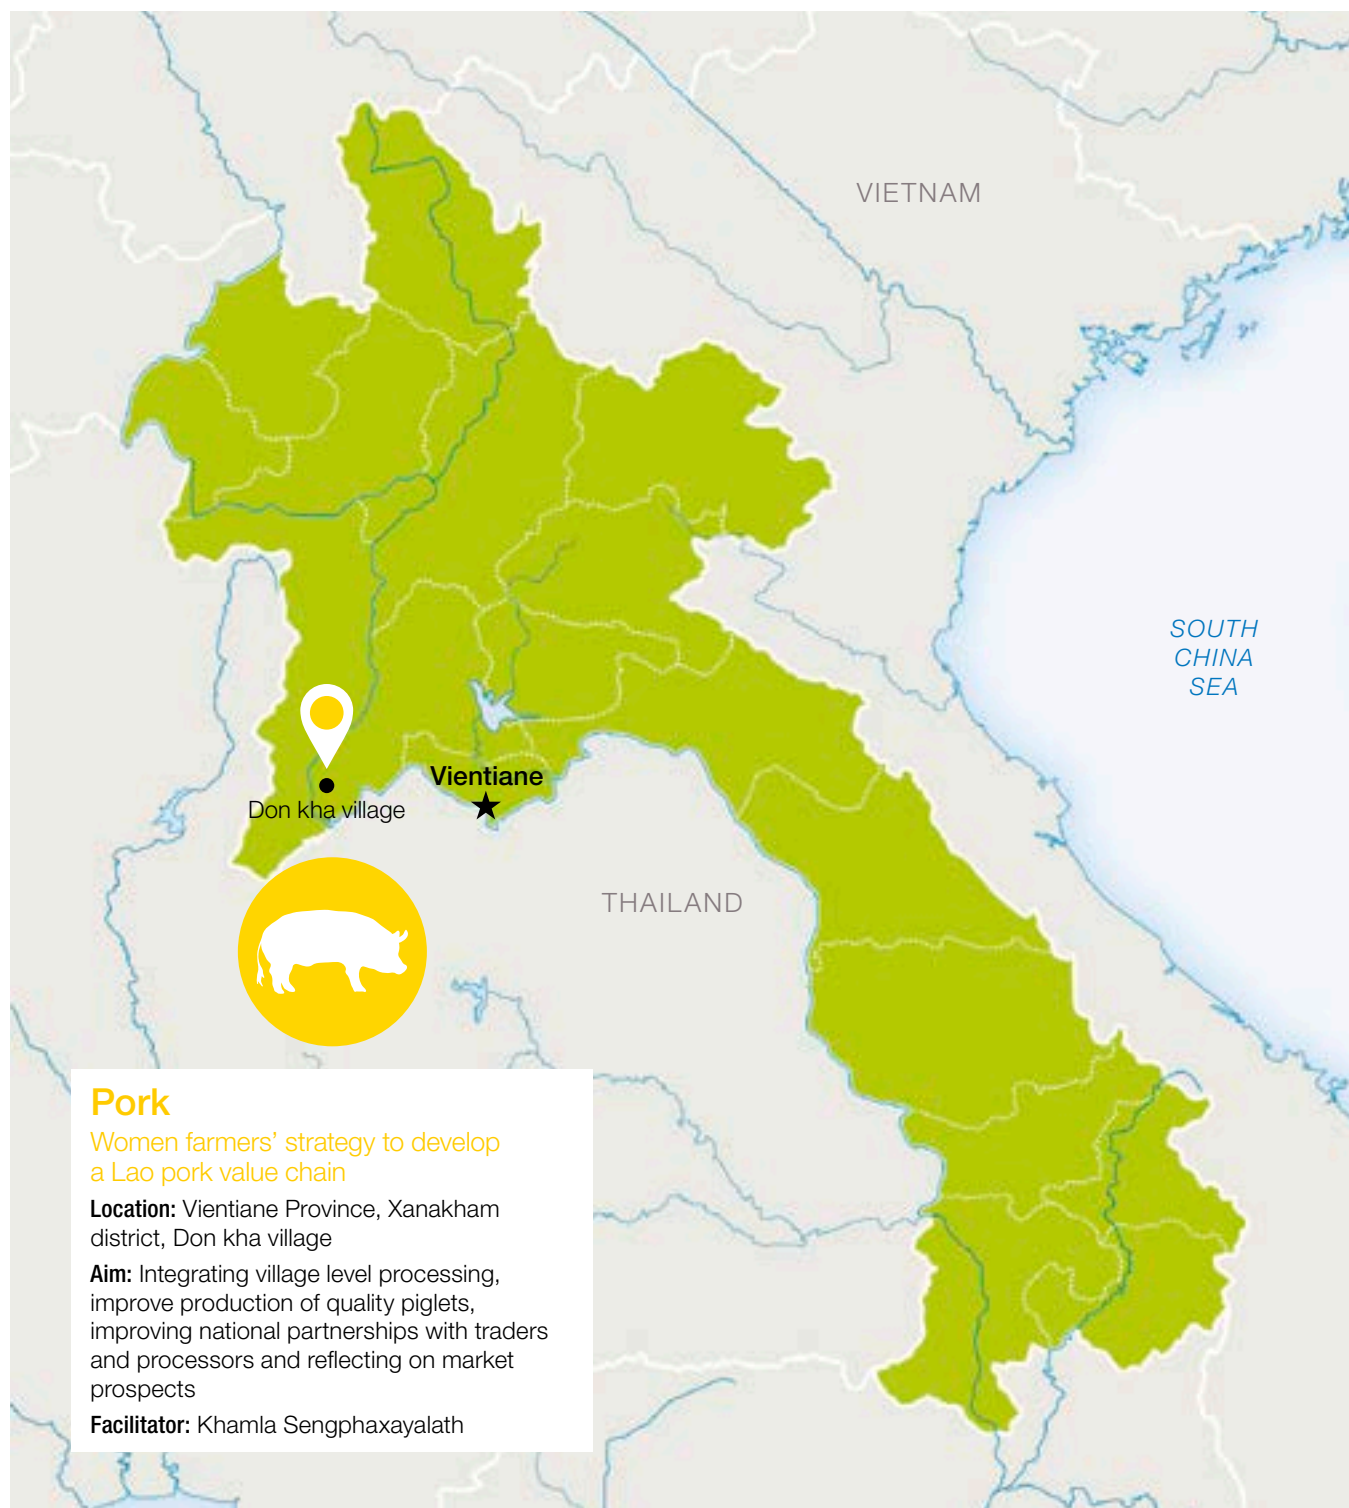 VIETNAM
SOUTH
CHINA
SEA
Vientiane
Don kha village
THAILAND
Pork
Women farmers’ strategy to develop
a Lao pork value chain
Location: Vientiane Province, Xanakham
district, Don kha village
Aim: Integrating village level processing,
improve production of quality piglets,
improving national partnerships with traders
and processors and reflecting on market
prospects
Facilitator: Khamla Sengphaxayalath